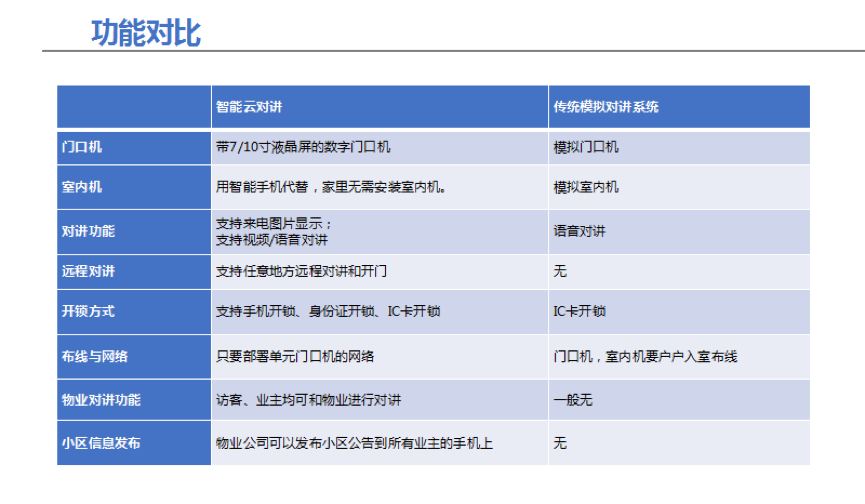 功能对比
智能云对讲 传统模拟对讲系统
门口机 带7/10寸液晶屏的数字门口机 模拟门口机
室内机 用智能手机代替，家里无需安装室内机。 模拟室内机
对讲功能 支持来电图片显示； 语音对讲
支持视频/语音对讲
远程对讲 支持任意地方远程对讲和开门 无
开锁方式 支持手机开锁、身份证开锁、IC卡开锁 IC卡开锁
布线与网络 只要部署单元门口机的网络 门口机，室内机要户户入室布线
物业对讲功能 访客、业主均可和物业进行对讲 一般无
小区信息发布 物业公司可以发布小区公告到所有业主的手机上 无